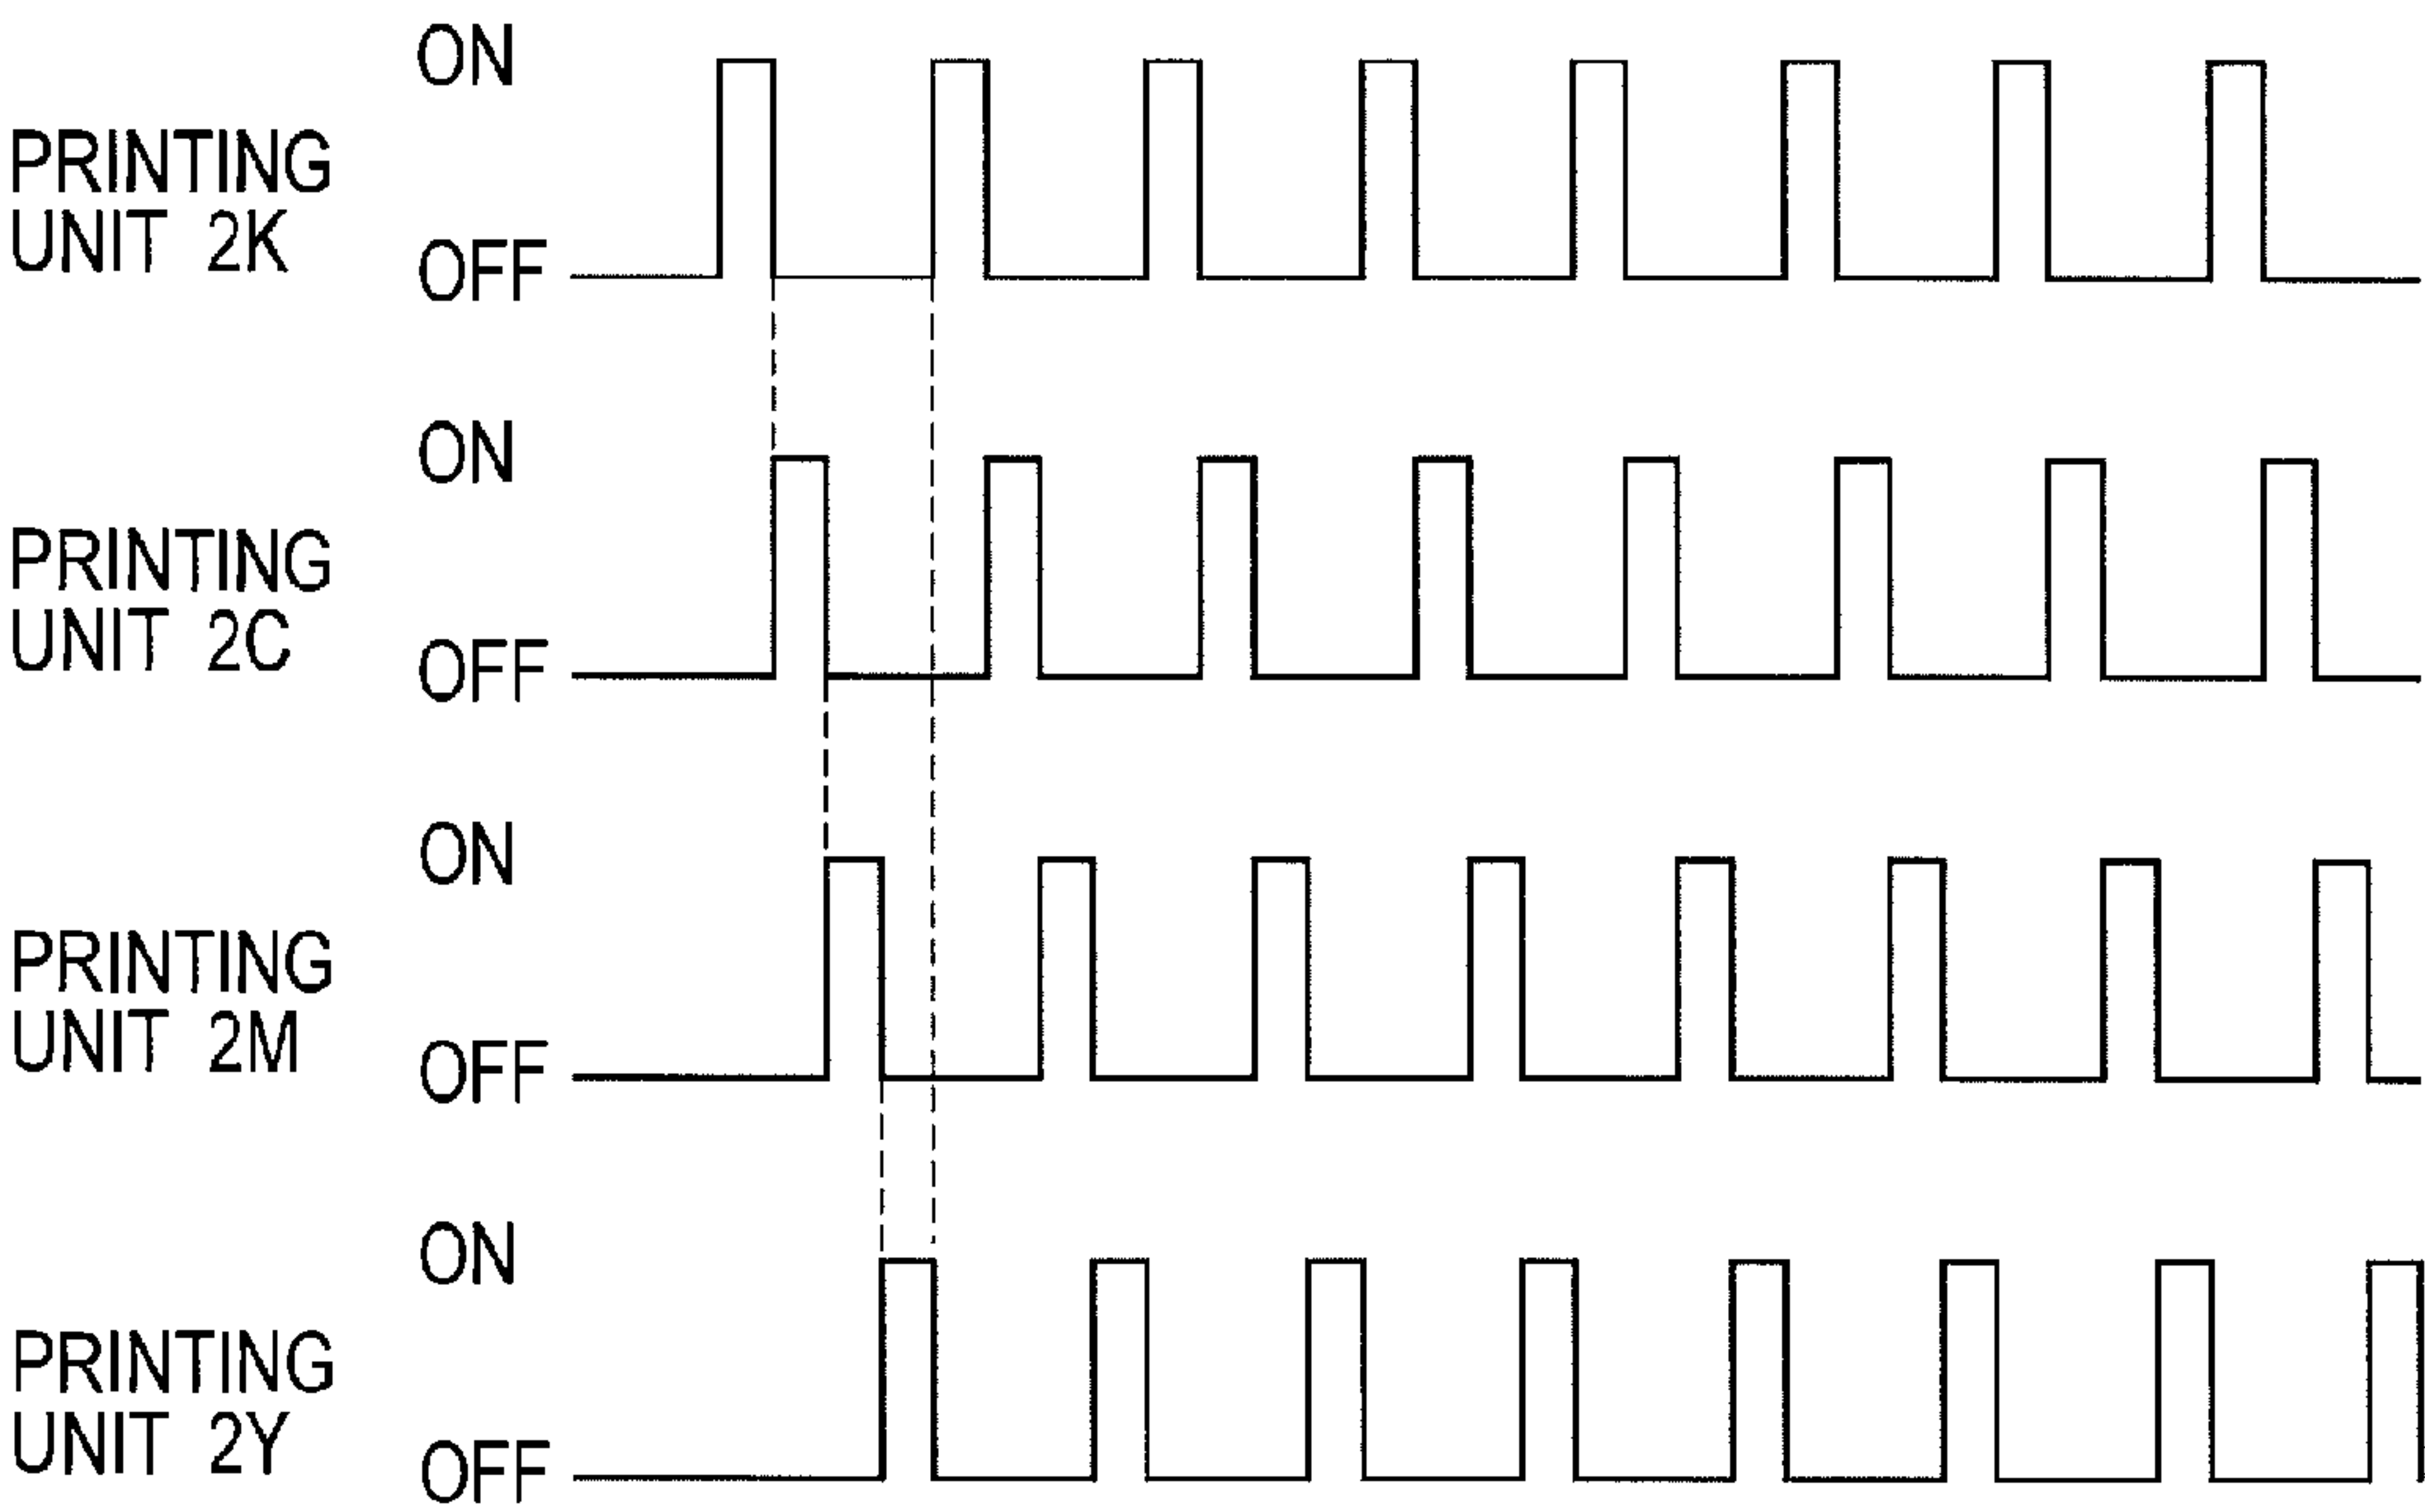 ON
PRINTING
UNIT 2K
OFF
ON
PRINTING
UNIT 2C
OFF
ON
PRINTING
UNIT 2M
OFF
ON
PRINTING
UNIT 2Y
OFF